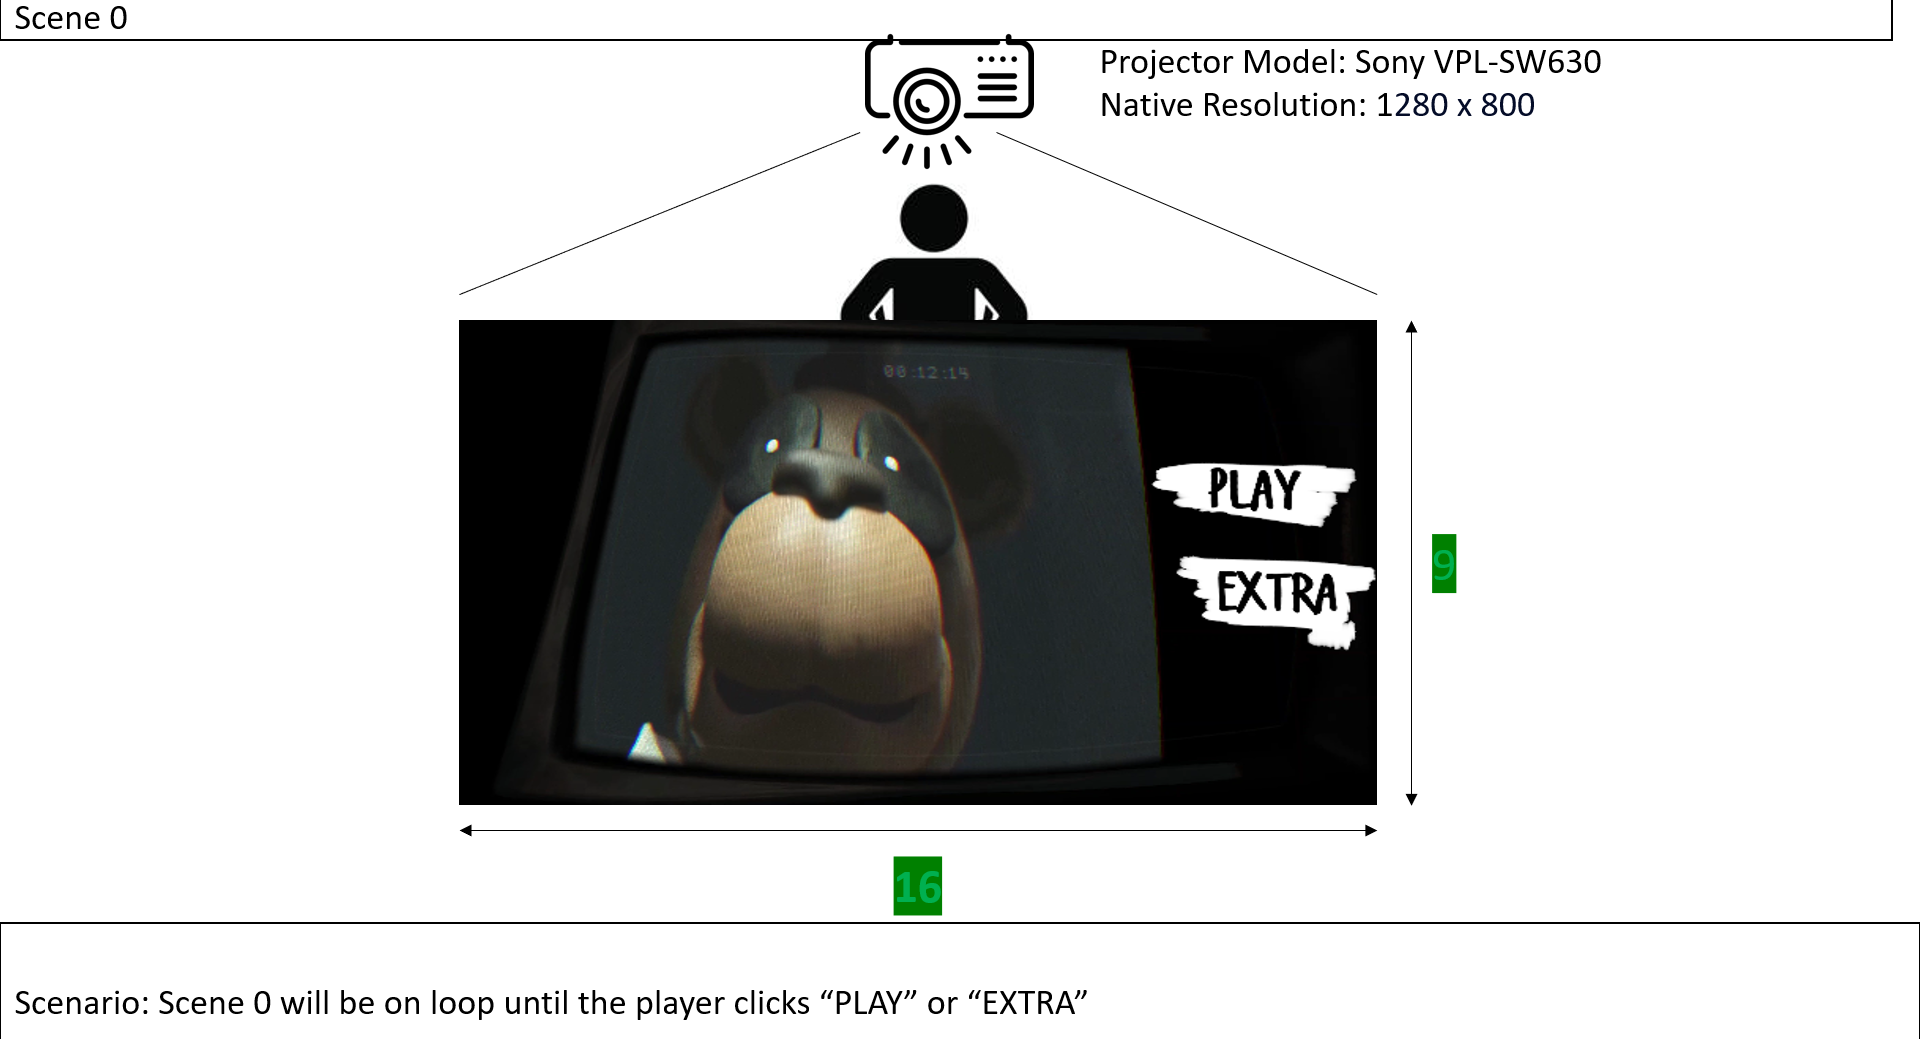 Scene 0
Projector Model: Sony VPL-SW630
Native Resolution: 1280 x 800
00:12:14
PLAY
EXTRA
9
16
Scenario: Scene 0 will be on loop until the player clicks “PLAY” or “EXTRA”